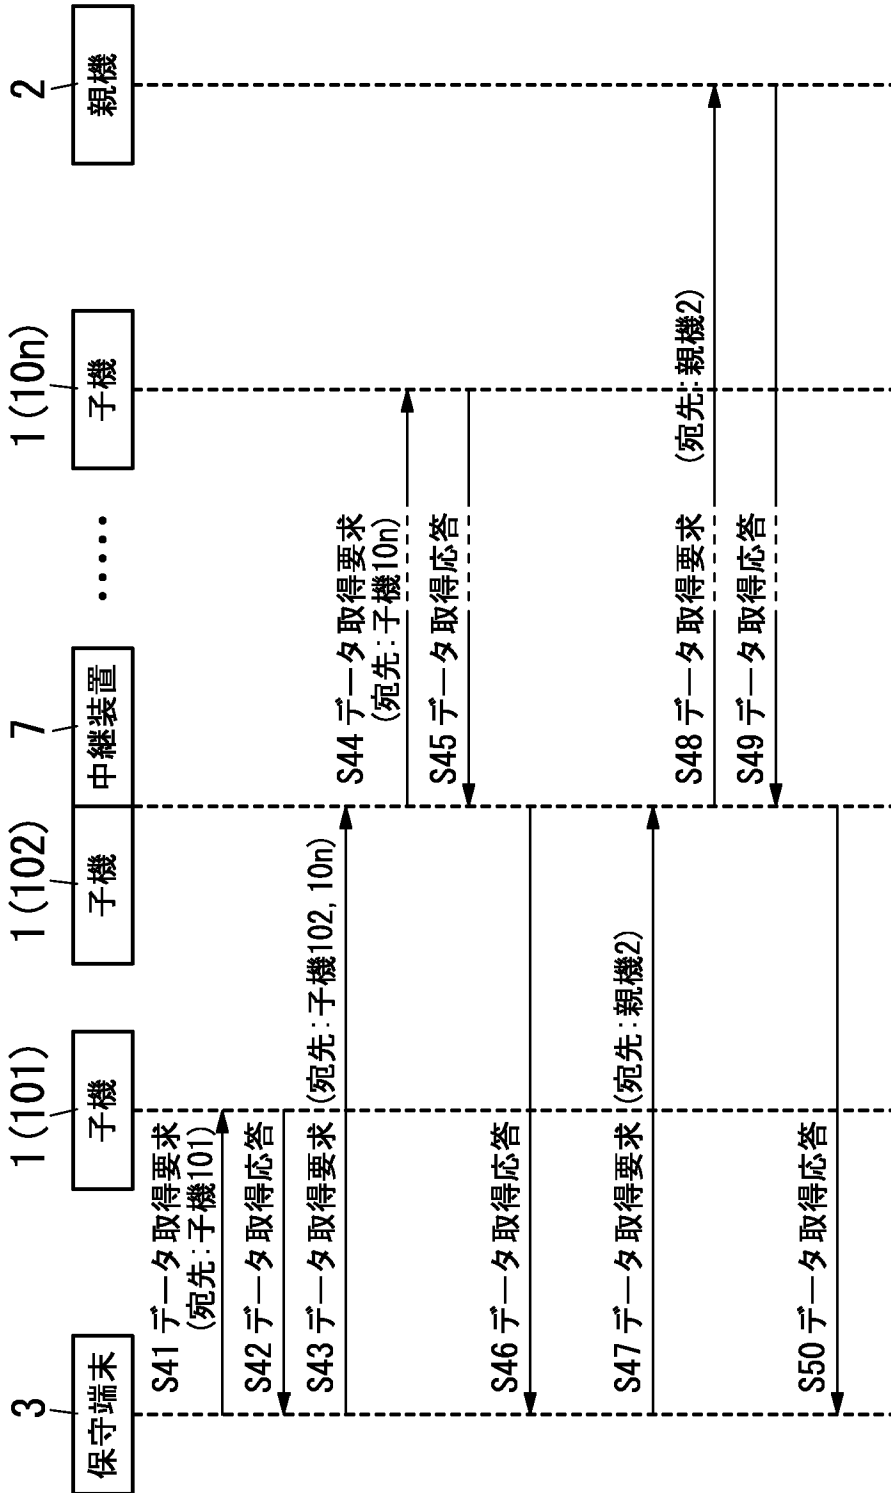 3
保守端末
1(101)
子機
1(102)
子機
7
中継装置
・・・・・
1(10n)
子機
2
親機
S41 データ取得要求
(宛先:子機101)
S42 データ取得応答
S43 データ取得要求 (宛先:子機102, 10n)
S44 データ取得要求
(宛先:子機10n)
S45 データ取得応答
S46 データ取得応答
S47 データ取得要求 (宛先:親機2)
S48 データ取得要求 (宛先:親機2)
S49 データ取得応答
S50 データ取得応答